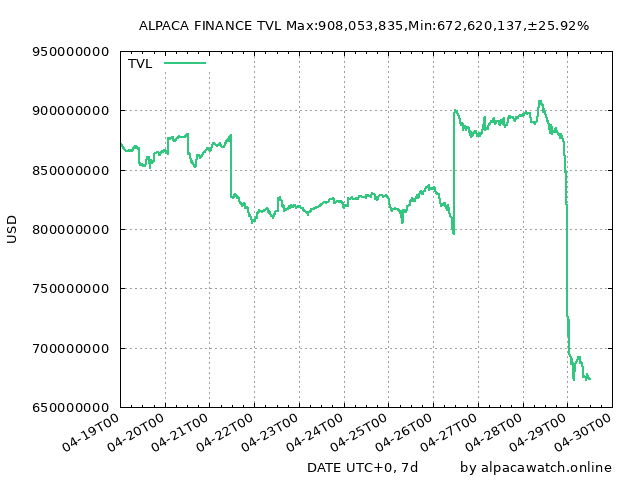 ALPACA FINANCE TVL Max:908,053,835,Min:672,620,137,±25.92%
TVL
950000000
900000000
850000000
800000000
750000000
700000000
650000000
USD
04-19T00
04-20T00
04-21T00
04-22T00
04-23T00
04-24T00
04-25T00
04-26T00
04-27T00
04-28T00
04-29T00
04-30T00
DATE UTC+0, 7d
by alpacawatch.online